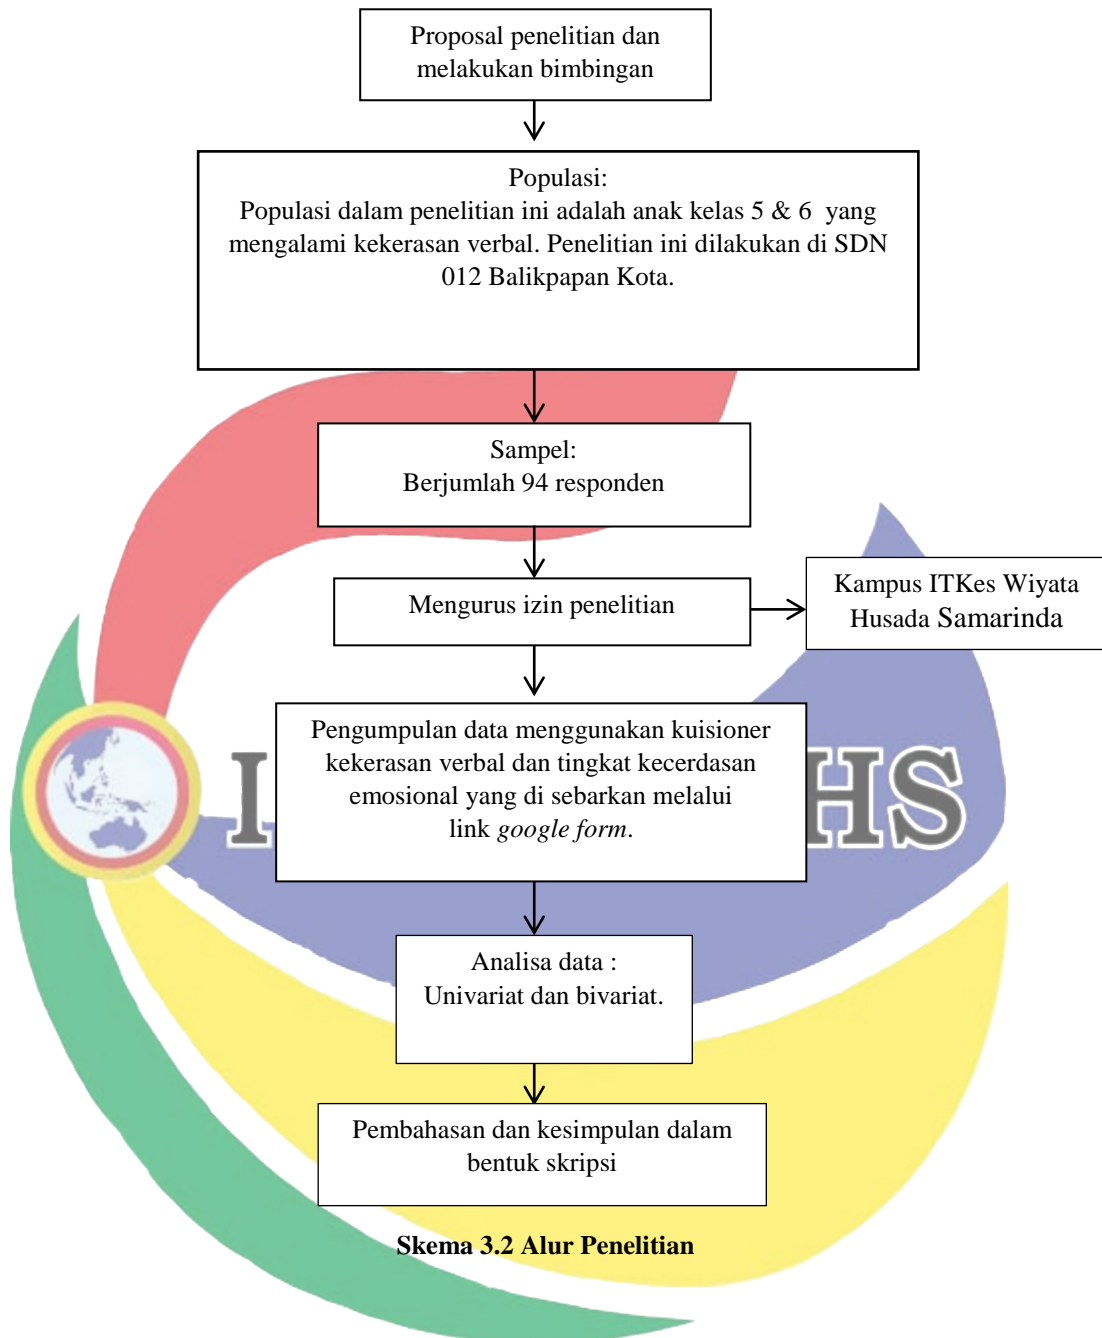 Proposal penelitian dan
melakukan bimbingan
Populasi:
Populasi dalam penelitian ini adalah anak kelas 5 & 6 yang
mengalami kekerasan verbal. Penelitian ini dilakukan di SDN
012 Balikpapan Kota.
Sampel:
Berjumlah 94 responden
Mengurus izin penelitian
Kampus ITKes Wiyata
Husada Samarinda
Pengumpulan data menggunakan kuisioner
kekerasan verbal dan tingkat kecerdasan
emosional yang di sebarkan melalui
link google form.
I HS
Analisa data :
Univariat dan bivariat.
Pembahasan dan kesimpulan dalam
bentuk skripsi
Skema 3.2 Alur Penelitian